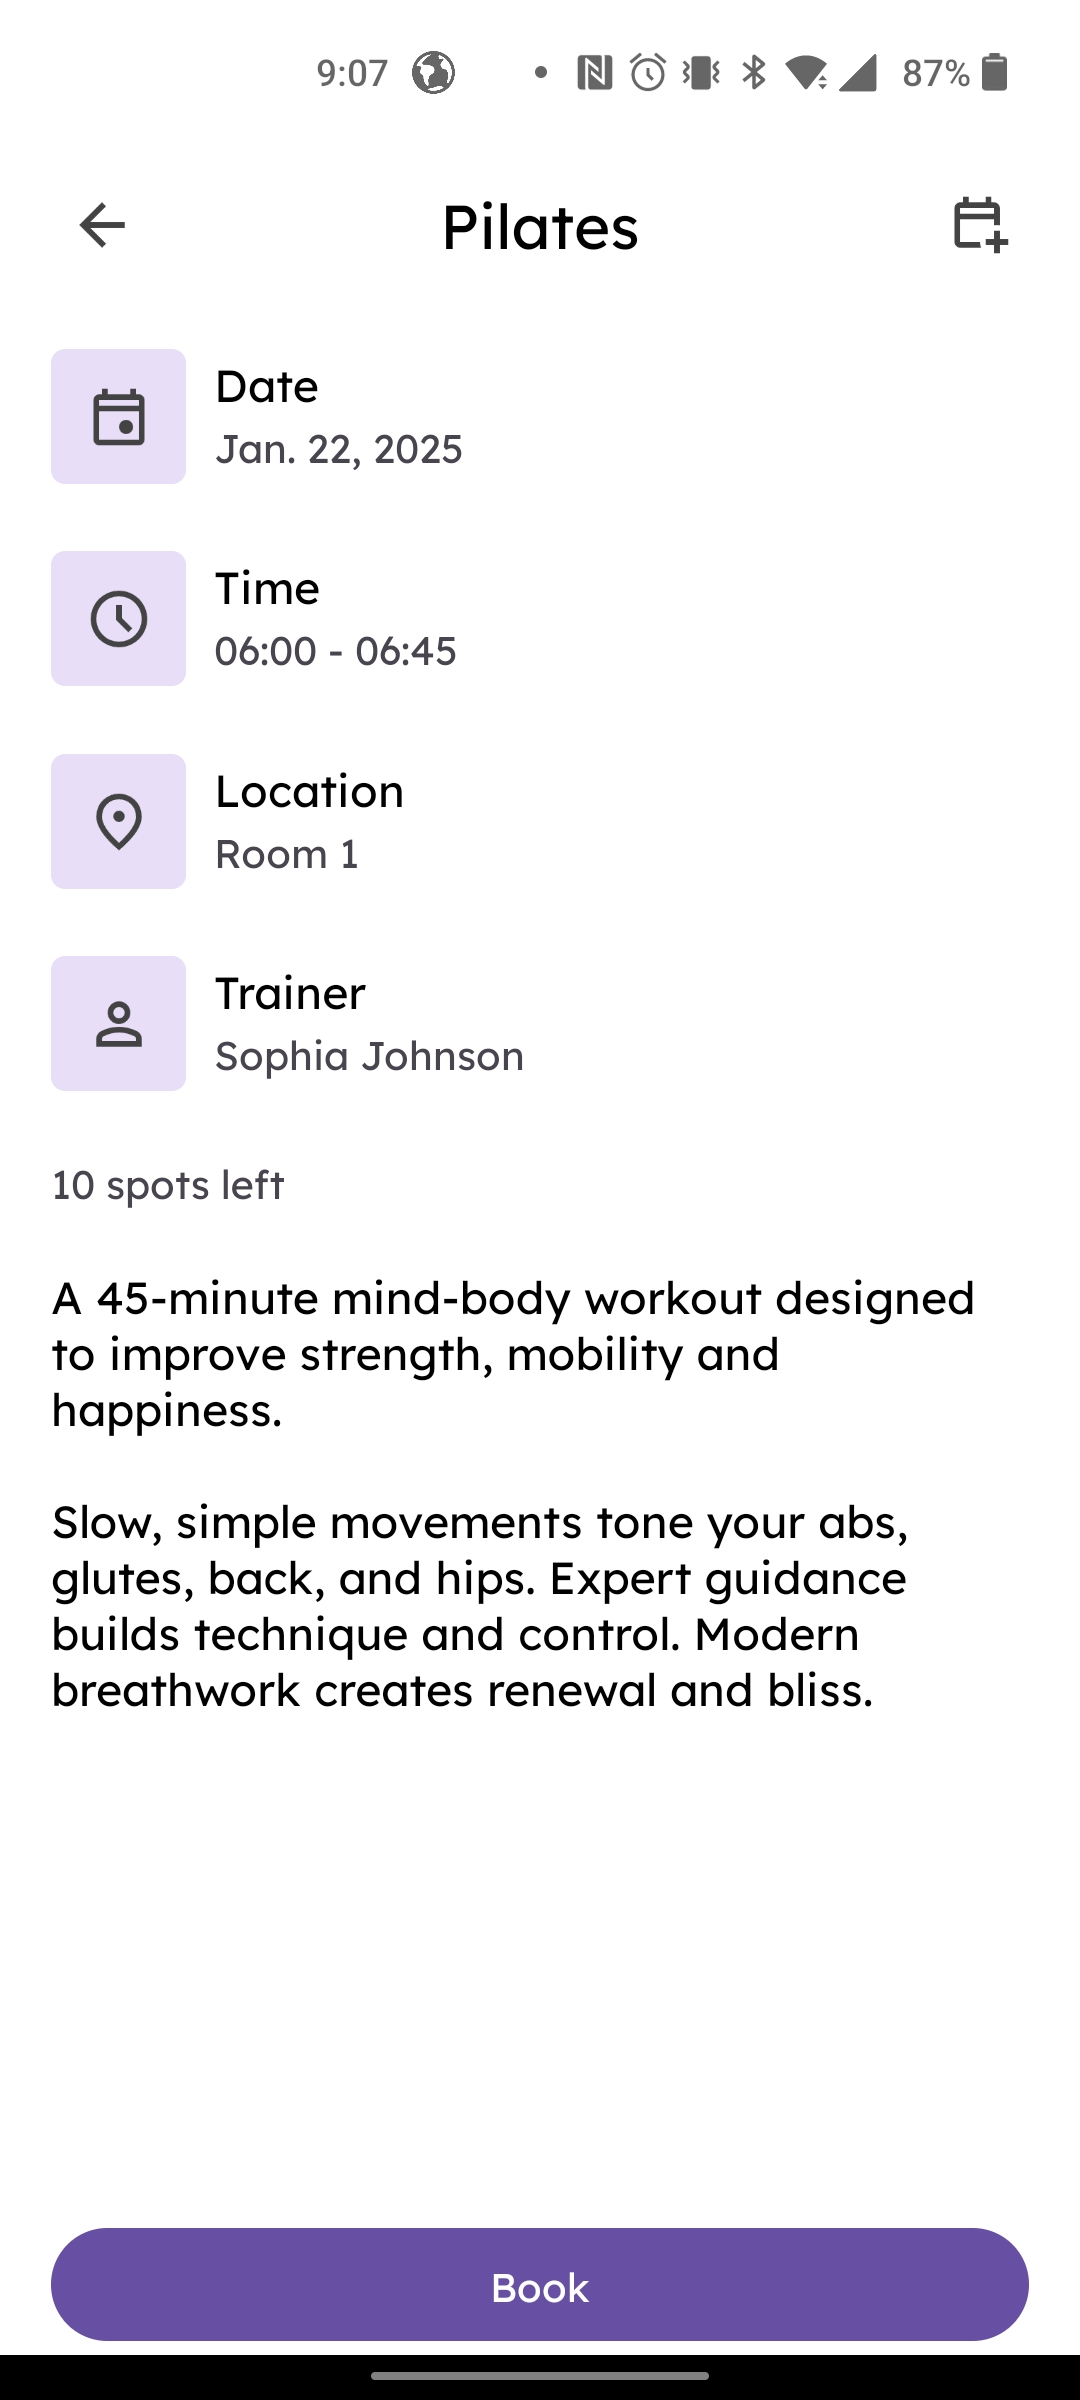 9:07
87%
Pilates
Date
Jan. 22, 2025
Time
06:00 - 06:45
Location
Room 1
Trainer
Sophia Johnson
10 spots left
A 45-minute mind-body workout designed
to improve strength, mobility and
happiness.
Slow, simple movements tone your abs,
glutes, back, and hips. Expert guidance
builds technique and control. Modern
breathwork creates renewal and bliss.
Book